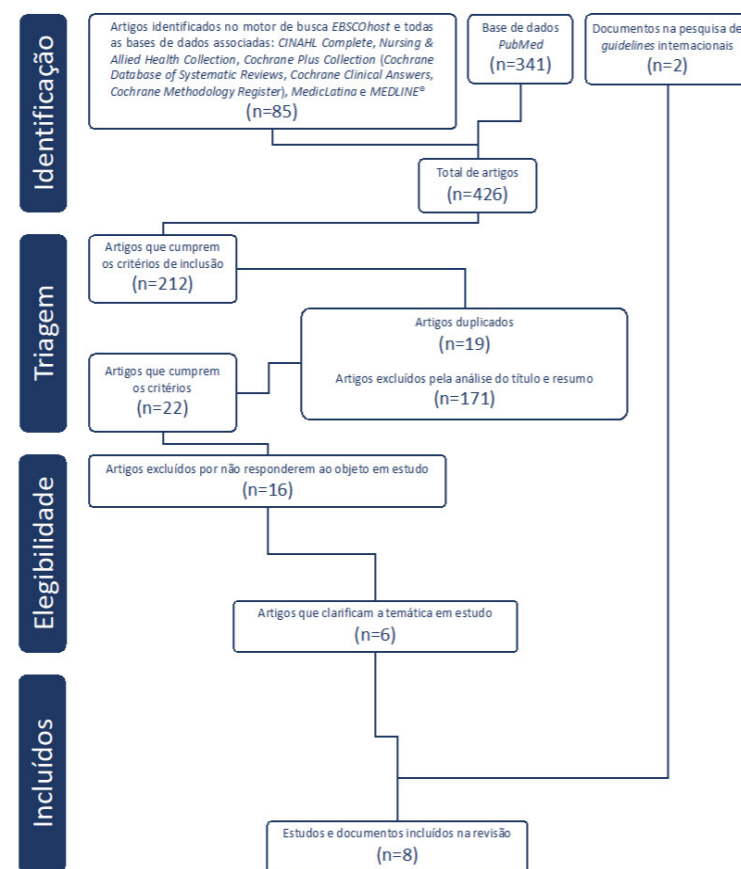 Identificação
Artigos identificados no motor de busca EBSCOhost e todas
as bases de dados associadas: CINAHL Complete, Nursing &
Allied Health Collection, Cochrane Plus Collection (Cochrane
Database of Systematic Reviews, Cochrane Clinical Answers,
Cochrane Methodology Register), MedicLatina e MEDLINE®
(n=85)
Base de dados
PubMed
(n=341)
Documentos na pesquisa de
guidelines internacionais
(n=2)
Total de artigos
(n=426)
Triagem
Artigos que cumprem
os critérios de inclusão
(n=212)
Artigos duplicados
(n=19)
Artigos excluídos pela análise do título e resumo
(n=171)
Artigos que cumprem
os critérios
(n=22)
Elegibilidade
Artigos excluídos por não responderem ao objeto em estudo
(n=16)
Artigos que clarificam a temática em estudo
(n=6)
Incluídos
Estudos e documentos incluídos na revisão
(n=8)